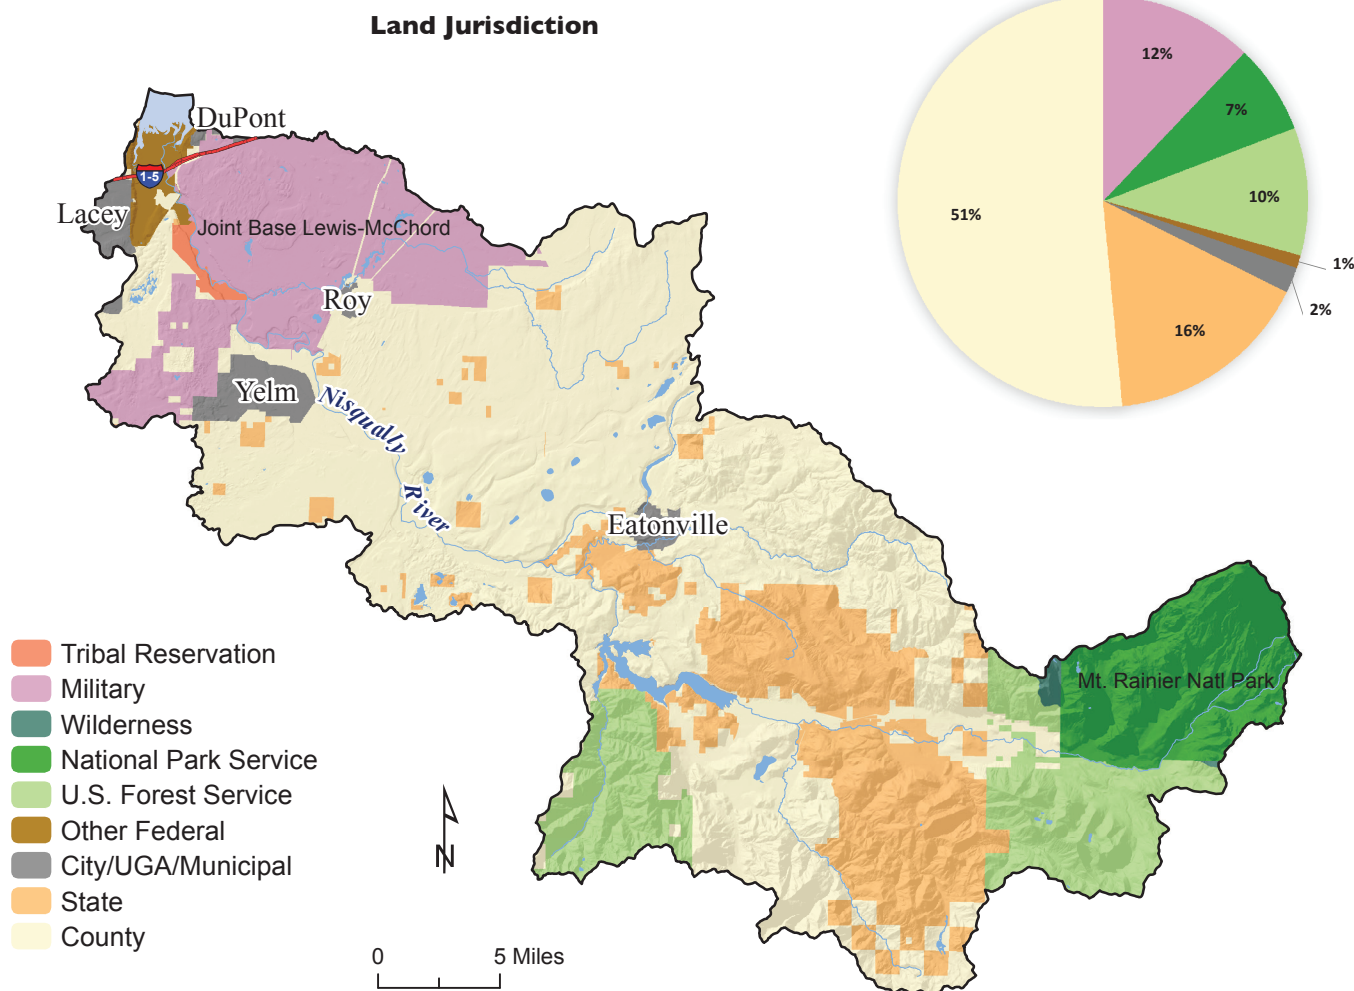 Land Jurisdiction
12%
7%
10%
1%
2%
16%
51%
DuPont
1-5
Lacey
Joint Base Lewis-McChord
Roy
Yelm
Nisqually
River
Eatonville
Mt. Rainier Natl Park
Tribal Reservation
Military
Wilderness
National Park Service
U.S. Forest Service
Other Federal
City/UGA/Municipal
State
County
N
0 5 Miles